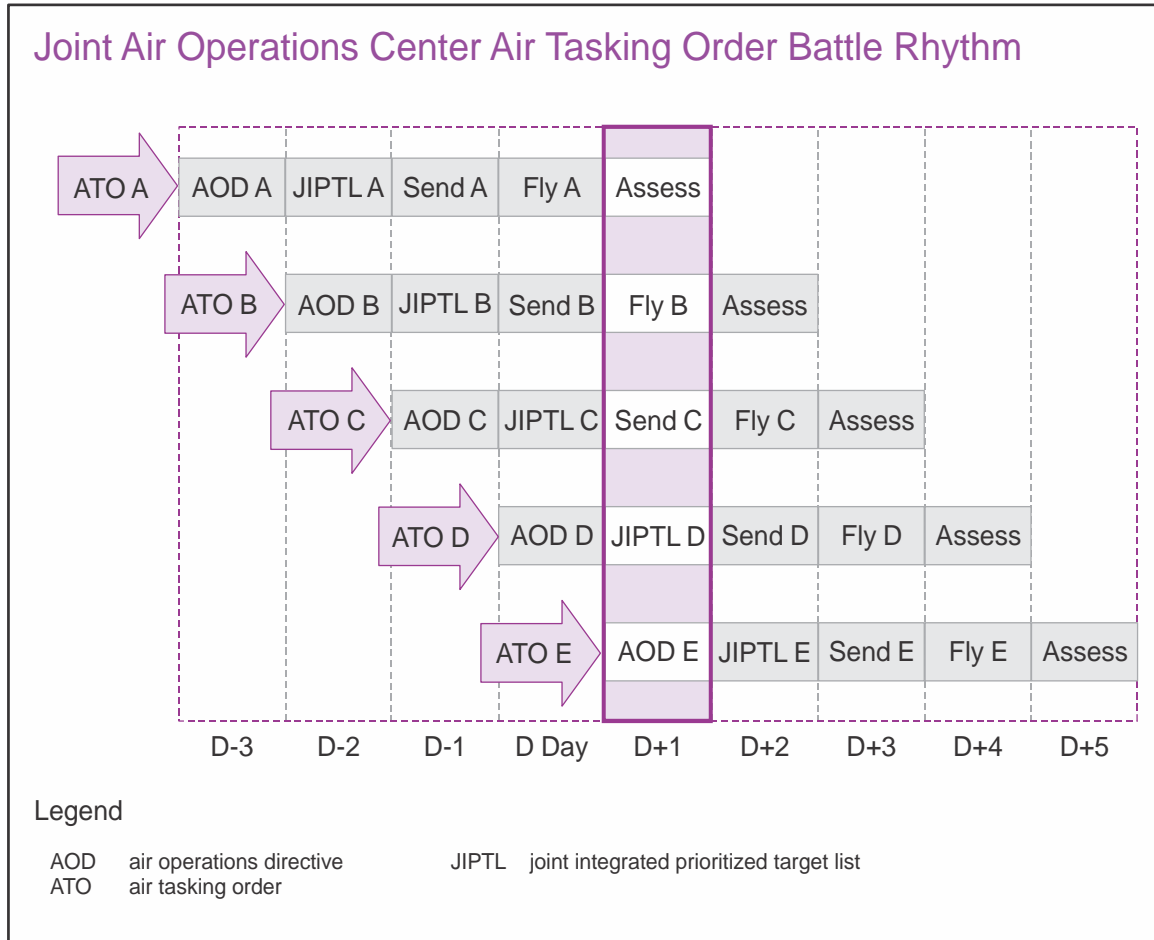 Joint Air Operations Center Air Tasking Order Battle Rhythm
ATO A AOD A JIPTL A Send A Fly A Assess
ATO B AOD B JIPTL B Send B Fly B Assess
ATO C AOD C JIPTL C Send C Fly C Assess
ATO D AOD D JIPTL D Send D Fly D Assess
ATO E AOD E JIPTL E Send E Fly E Assess
D-3 D-2 D-1 D Day D+1 D+2 D+3 D+4 D+5
Legend
AOD air operations directive JIPTL joint integrated prioritized target list
ATO air tasking order